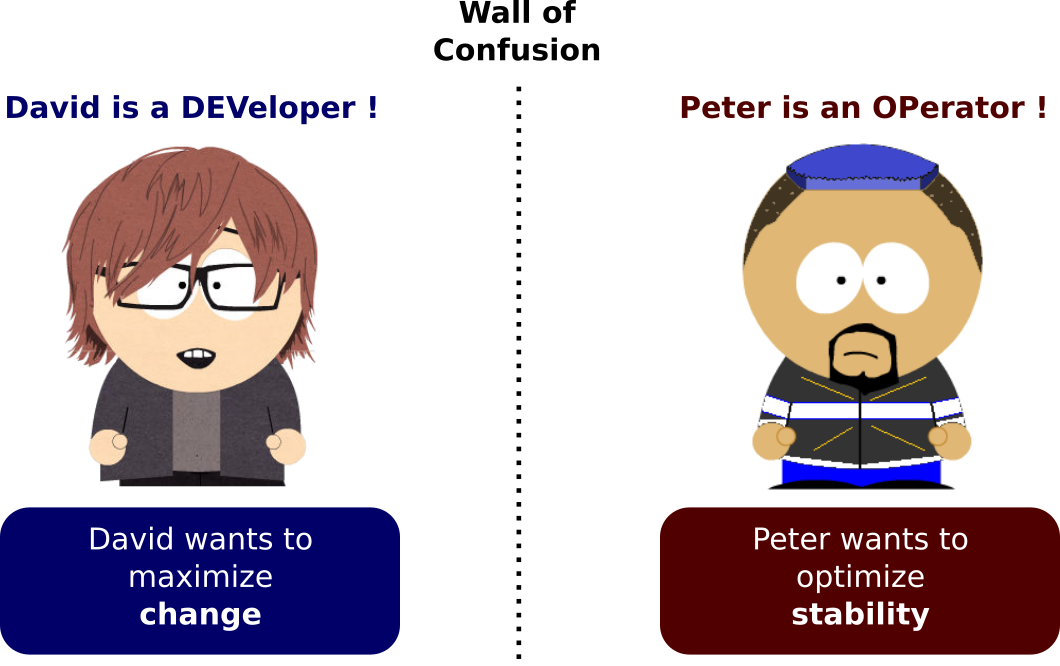 Wall of
Confusion
David is a DEVeloper !
Peter is an OPerator !
David wants to
maximize
change
Peter wants to
optimize
stability